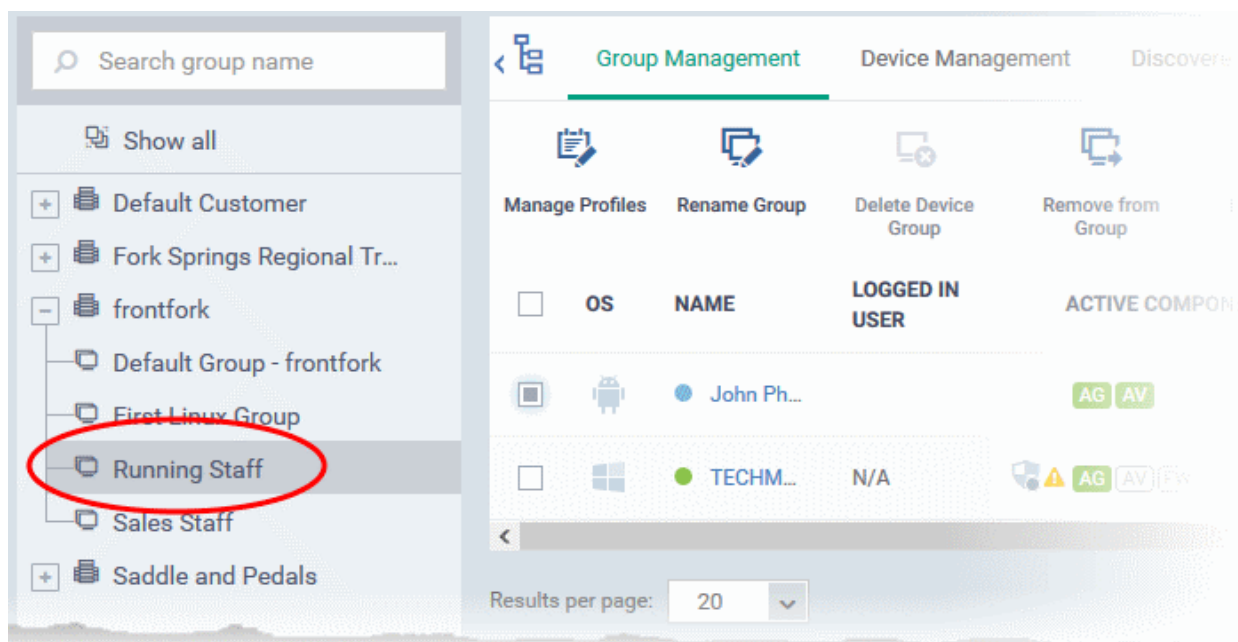 Search group name
Show all
Default Customer
Fork Springs Regional Tr...
frontfork
Default Group - frontfork
First Linux Group
Running Staff
Sales Staff
Saddle and Pedals
Group Management
Device Management
Manage Profiles
Rename Group
Delete Device
Group
Remove from
Group
OS
NAME
LOGGED IN
USER
ACTIVE
John Ph...
AG
AV
TECHM...
N/A
AG
AV
FW
Results per page:
20